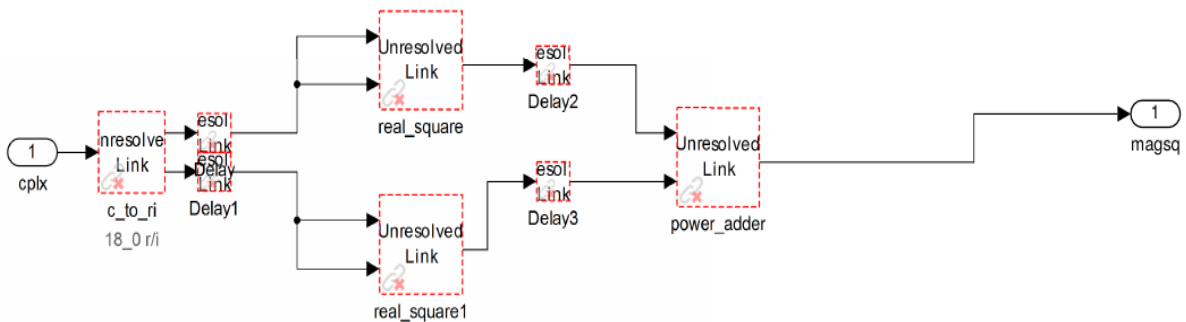 1
cplx
nresolve
Link
c_to_ri
18_0 r/i
esol
Link
esol
Delay
Link
Delay1
Unresolved
Link
real_square
Unresolved
Link
real_square1
esol
Link
Delay2
esol
Link
Delay3
Unresolved
Link
power_adder
1
magsq